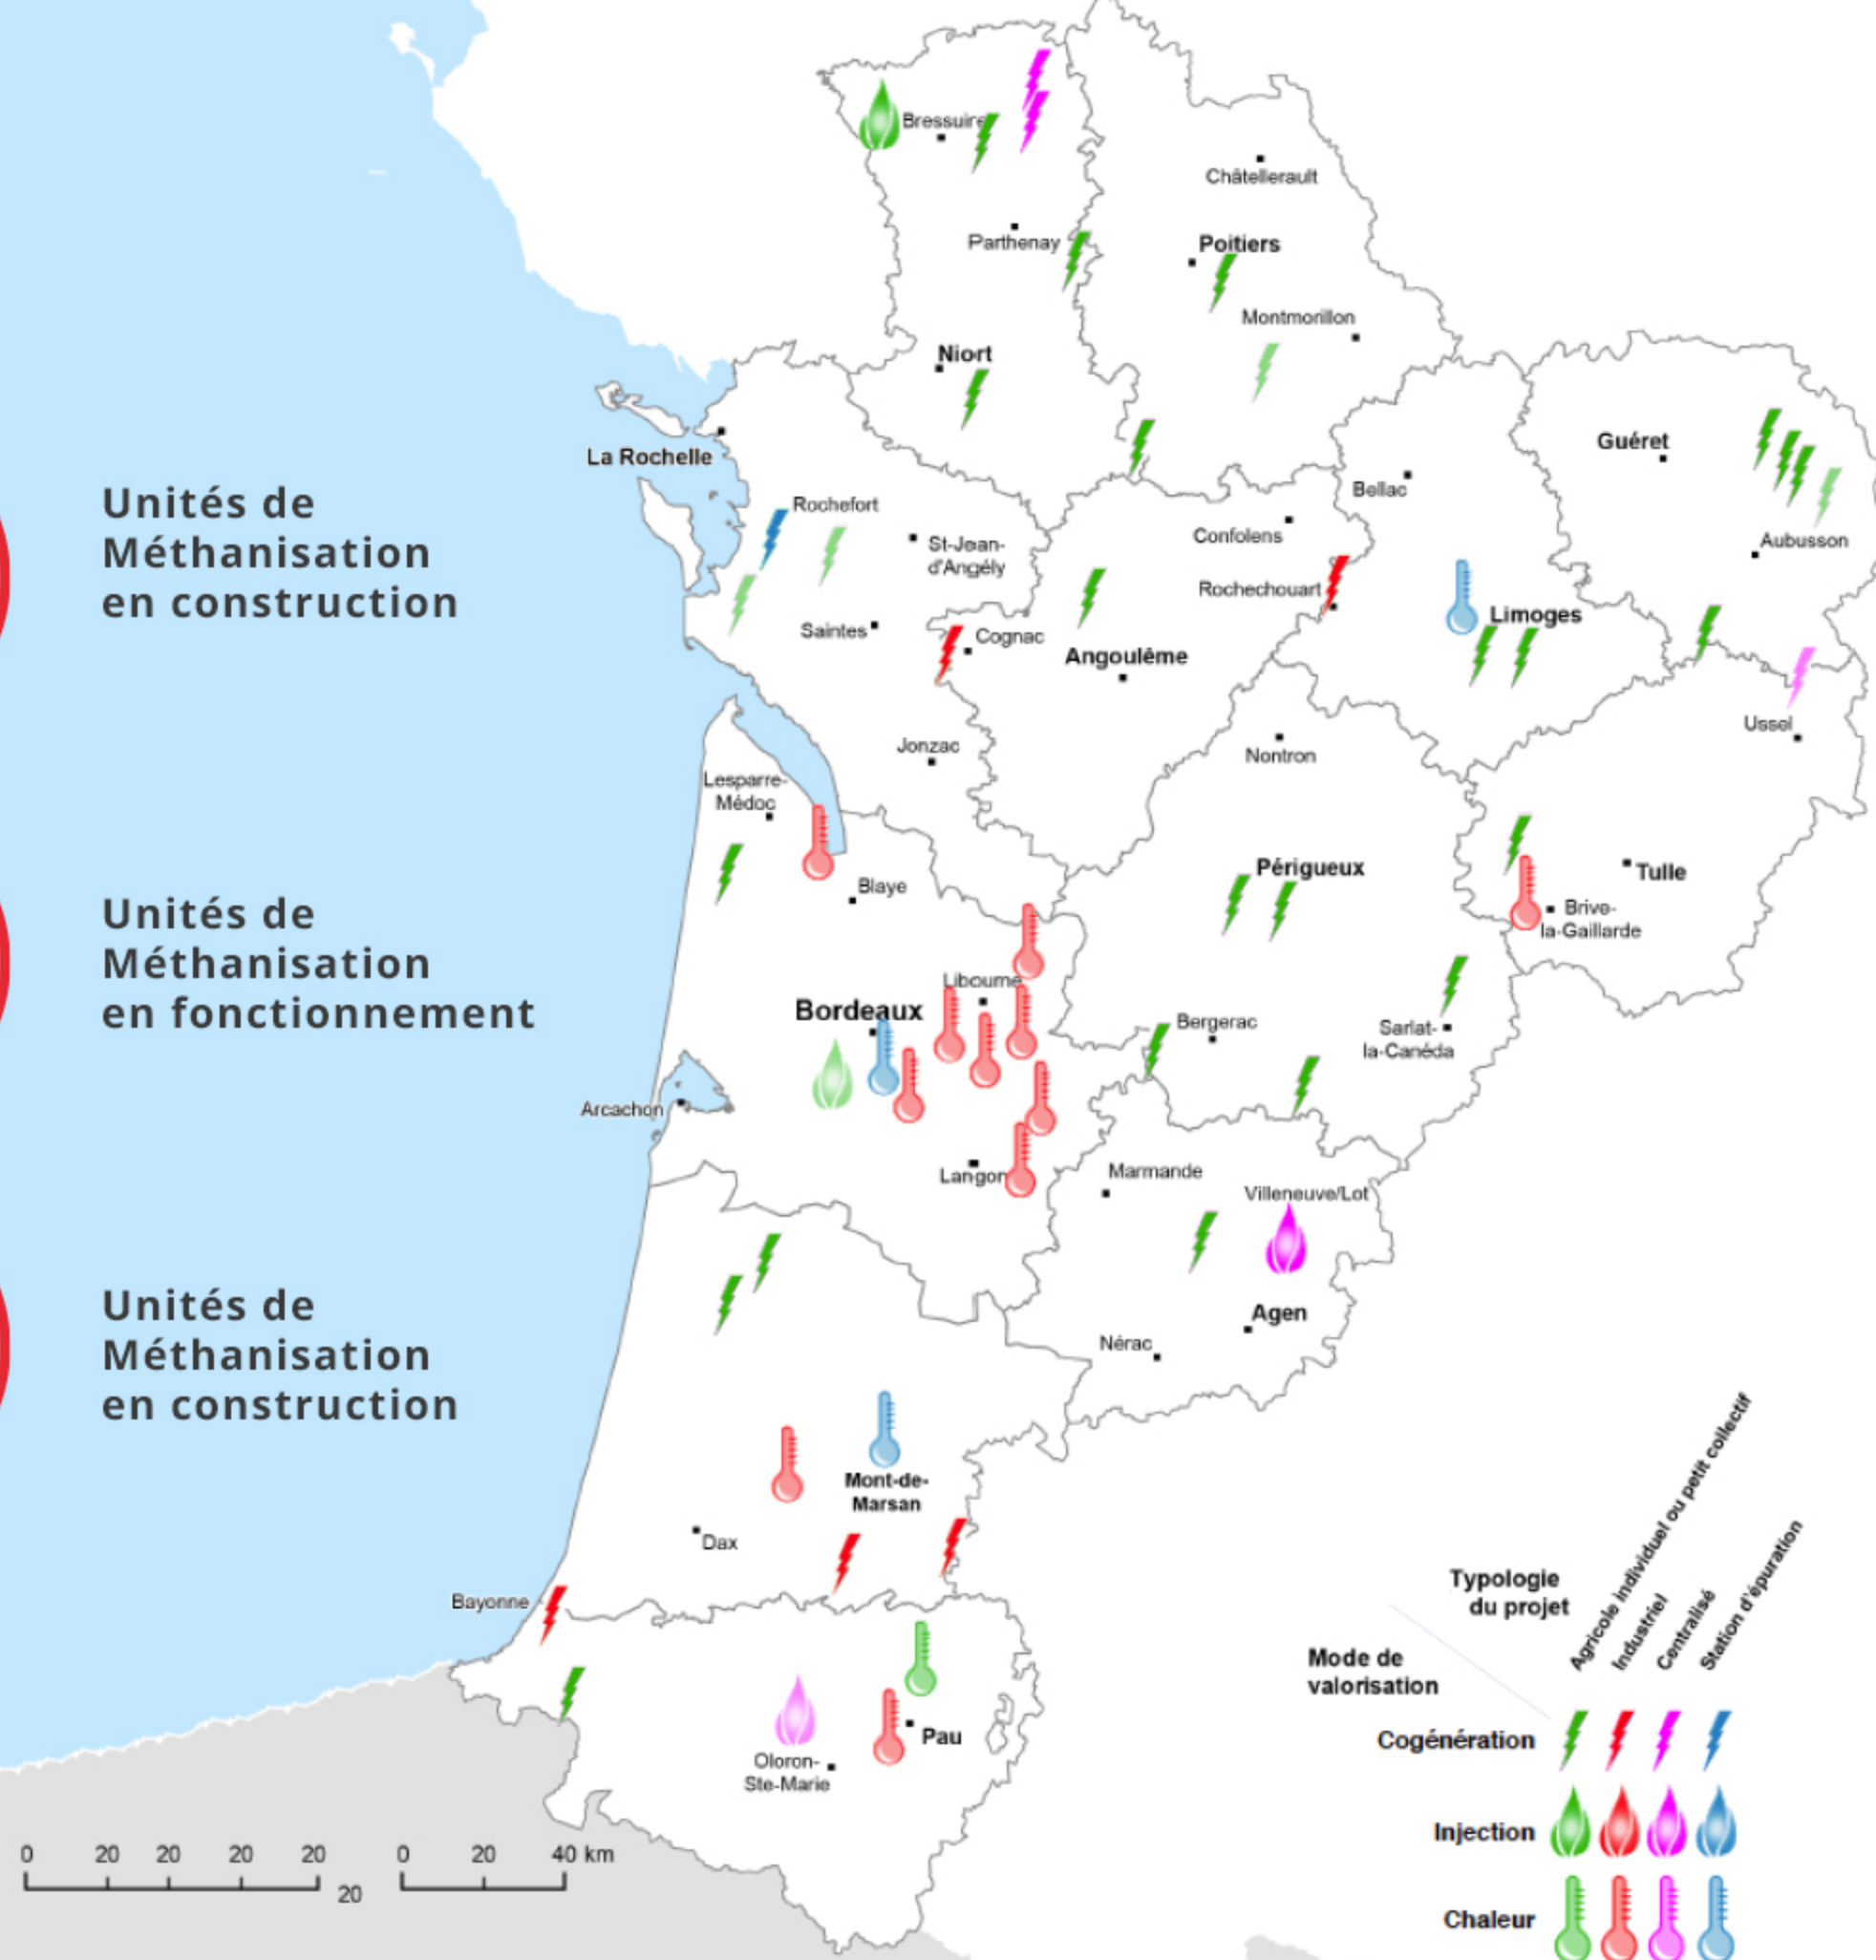 Unités de
Méthanisation
en construction
Unités de
Méthanisation
en fonctionnement
Unités de
Méthanisation
en construction
Bressuire
Châtellerault
Parthenay
Poitiers
Montmorillon
Niort
La Rochelle
Guéret
Bellac
Rochefort
Confolens
St-Jean-
d'Angély
Aubusson
Rochechouart
Limoges
Saintes
Cognac
Angoulême
Ussel
Jonzac
Nontron
Lesparre-
Médoc
Périgueux
Tulle
Blaye
Brive-
la-Gaillarde
Libourne
Bordeaux
Bergerac
Sarlat-
la-Canéda
Arcachon
Langon
Marmande
Villeneuve/Lot
Agen
Nérac
Mont-de-
Marsan
Dax
Bayonne
Pau
Oloron-
Ste-Marie
Typologie
du projet
Agricole individuel ou petit collectif
Industriel
Centralisé
Station d'épuration
Mode de
valorisation
Cogénération
Injection
Chaleur
0 20 20 20 20
20
0 20 40 km